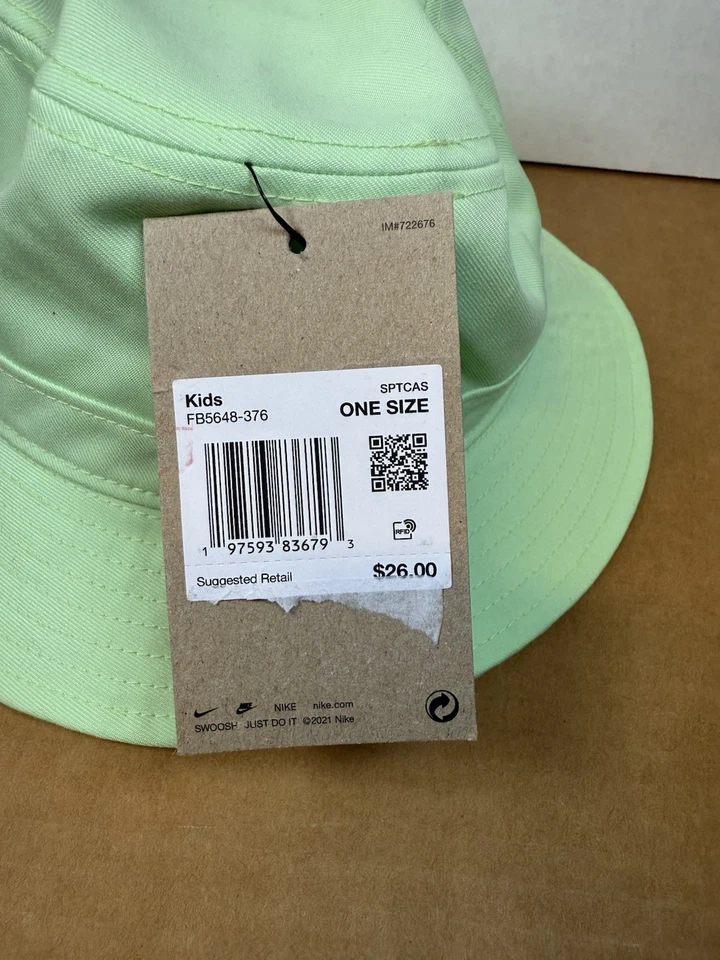 IM#722676
Kids
SPTCAS
FB5648-376
ONE SIZE
RFID
1 97593 83679 3
Suggested Retail
$26.00
NIKE nike.com
SWOOSH JUST DO IT ©2021 Nike